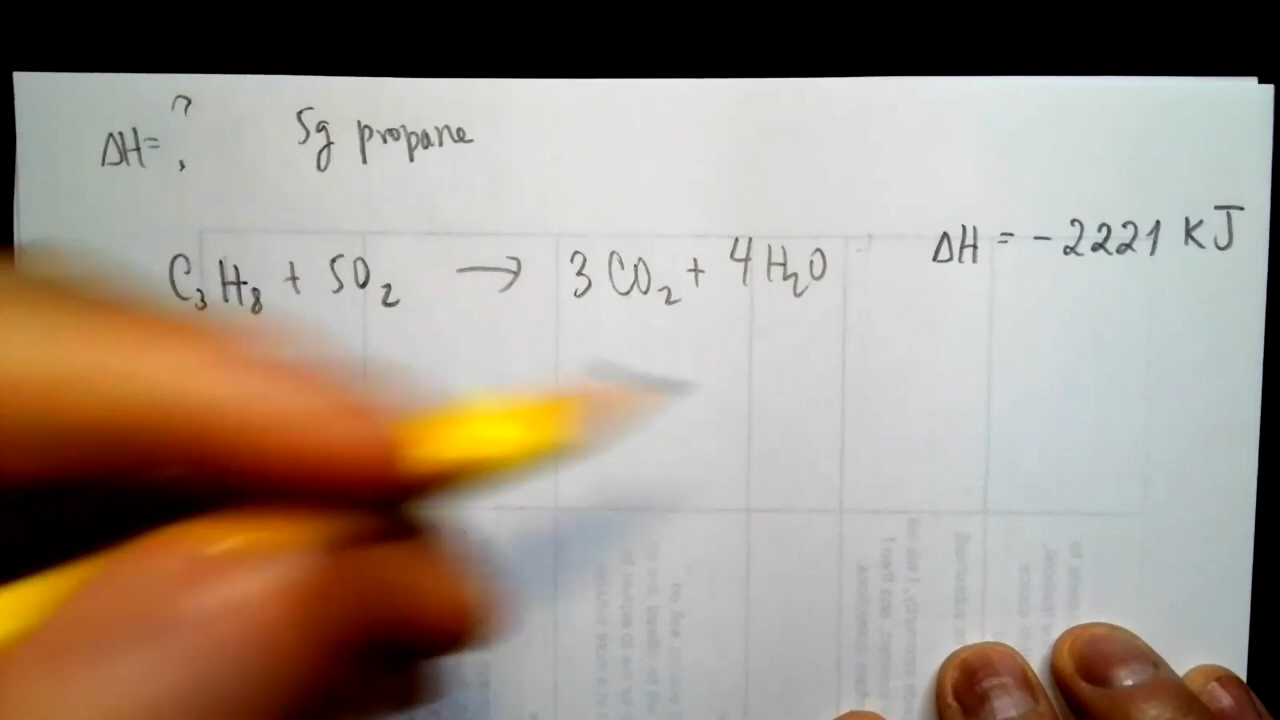 ΔH = ? 5g propane
C₃H₈ + 5O₂ → 3CO₂ + 4H₂O ΔH = -2221 KJ